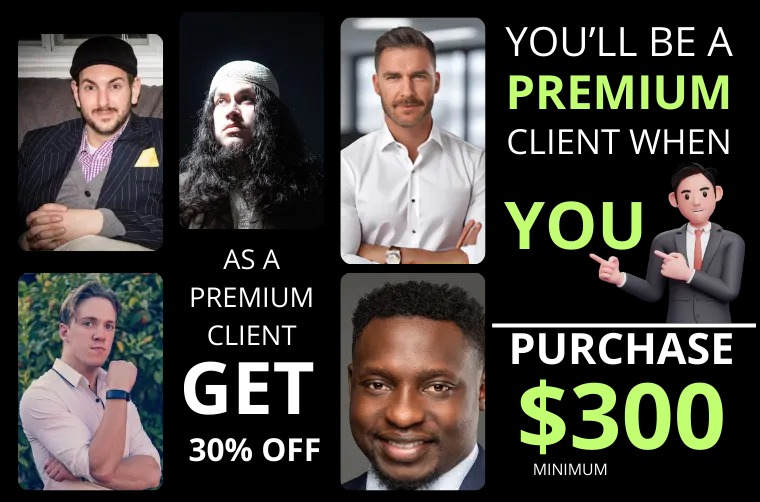 YOU’LL BE A
PREMIUM
CLIENT WHEN
YOU
PURCHASE
$300
MINIMUM
AS A
PREMIUM
CLIENT
GET
30% OFF